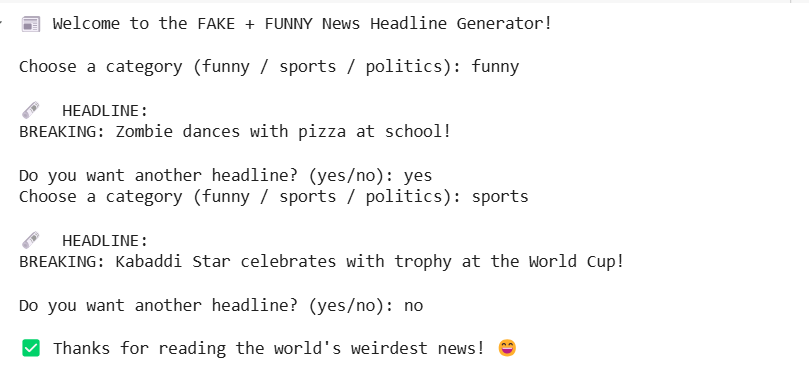 📰 Welcome to the FAKE + FUNNY News Headline Generator!
Choose a category (funny / sports / politics): funny
🗞️ HEADLINE:
BREAKING: Zombie dances with pizza at school!
Do you want another headline? (yes/no): yes
Choose a category (funny / sports / politics): sports
🗞️ HEADLINE:
BREAKING: Kabaddi Star celebrates with trophy at the World Cup!
Do you want another headline? (yes/no): no
✅ Thanks for reading the world's weirdest news! 😄